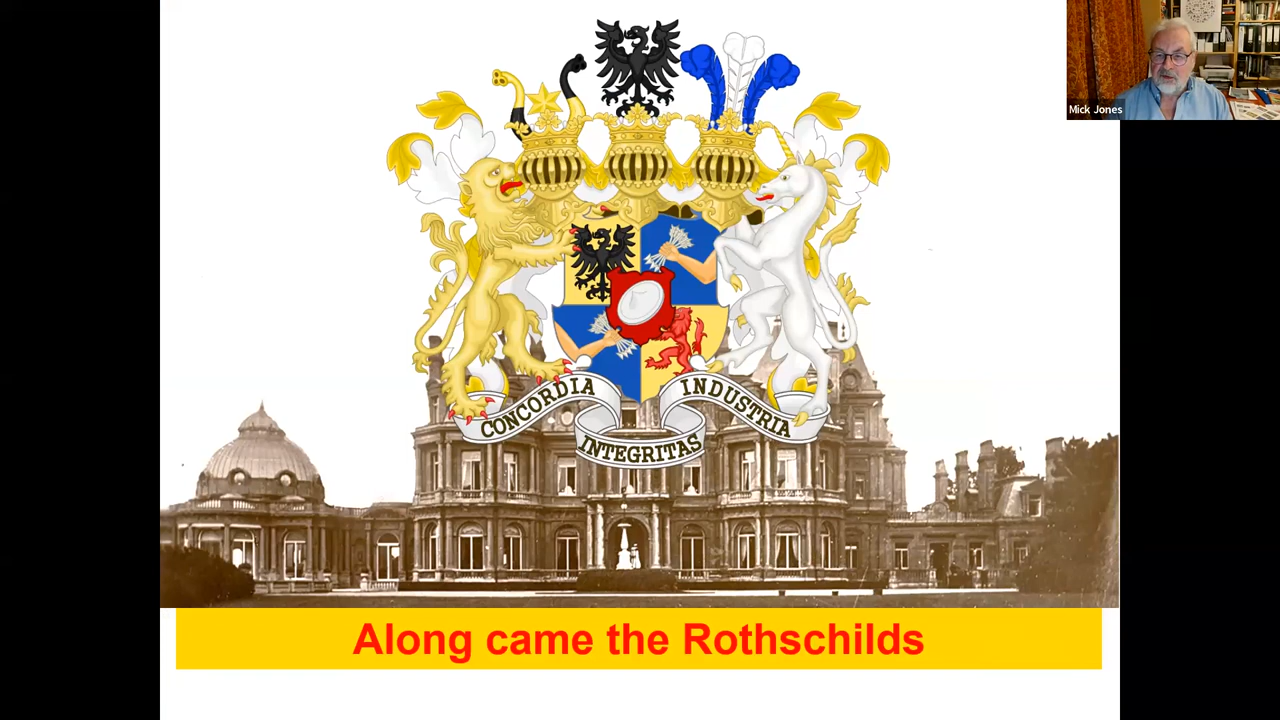 Mick Jones
CONCORDIA
INTEGRITAS
INDUSTRIA
Along came the Rothschilds